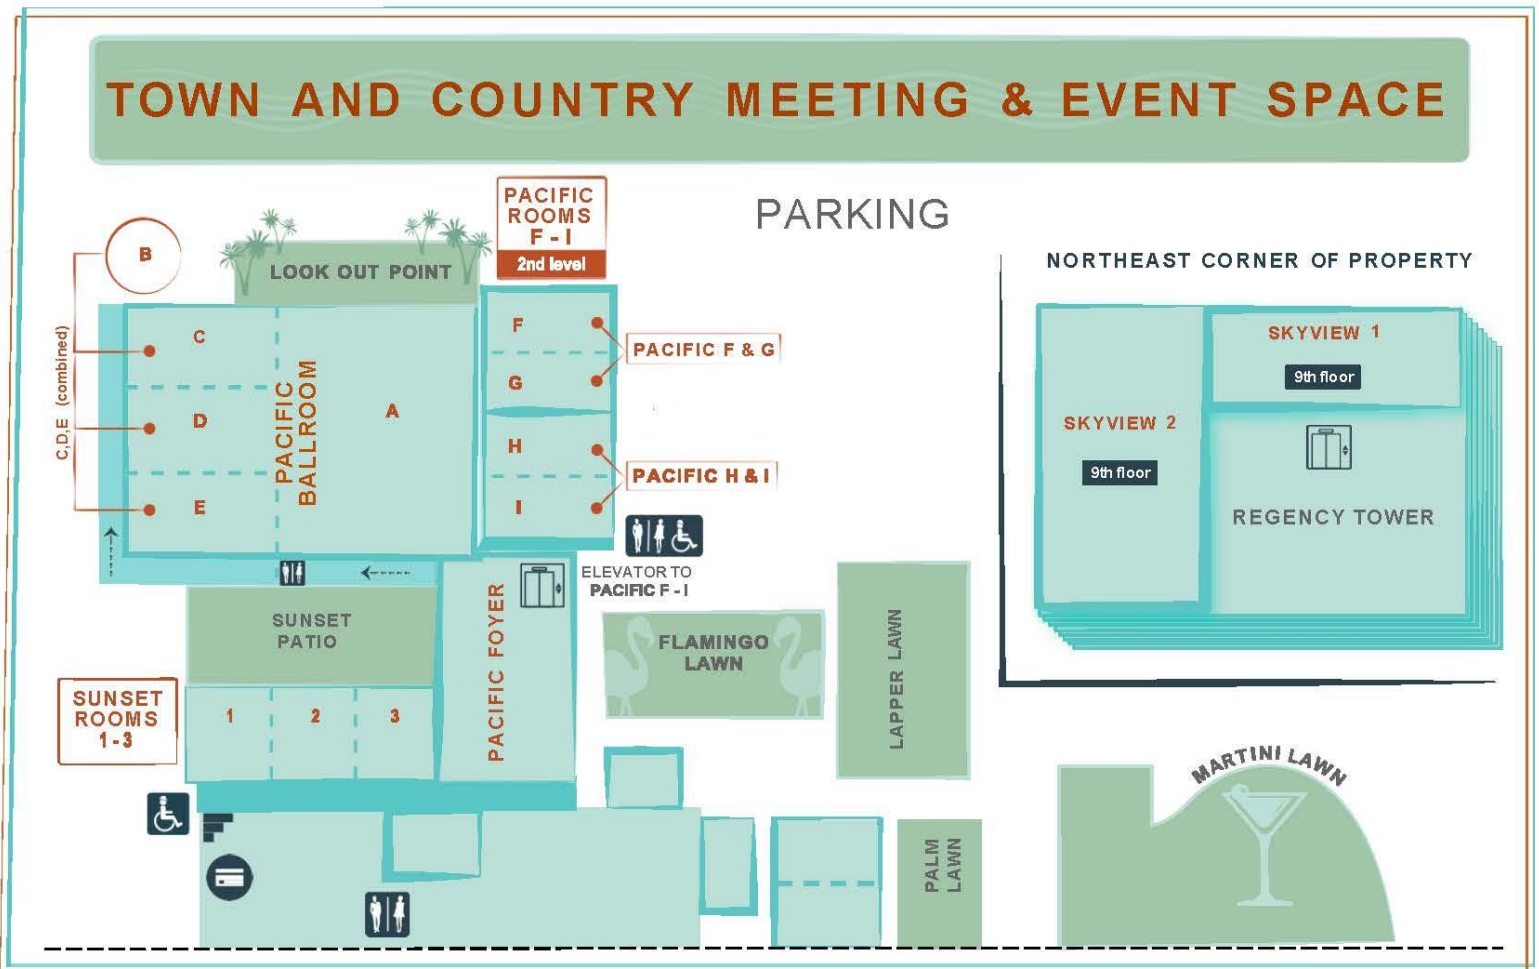 TOWN AND COUNTRY MEETING & EVENT SPACE
PACIFIC
ROOMS
F - I
2nd level
PARKING
B
LOOK OUT POINT
NORTHEAST CORNER OF PROPERTY
C,D,E (combined)
C
D
E
PACIFIC
BALLROOM
A
F
G
H
I
PACIFIC F & G
PACIFIC H & I
SKYVIEW 1
9th floor
SKYVIEW 2
9th floor
REGENCY TOWER
ELEVATOR TO
PACIFIC F - I
SUNSET
PATIO
PACIFIC FOYER
FLAMINGO
LAWN
LAPPER LAWN
SUNSET
ROOMS
1 - 3
1
2
3
MARTINI LAWN
PALM
LAWN